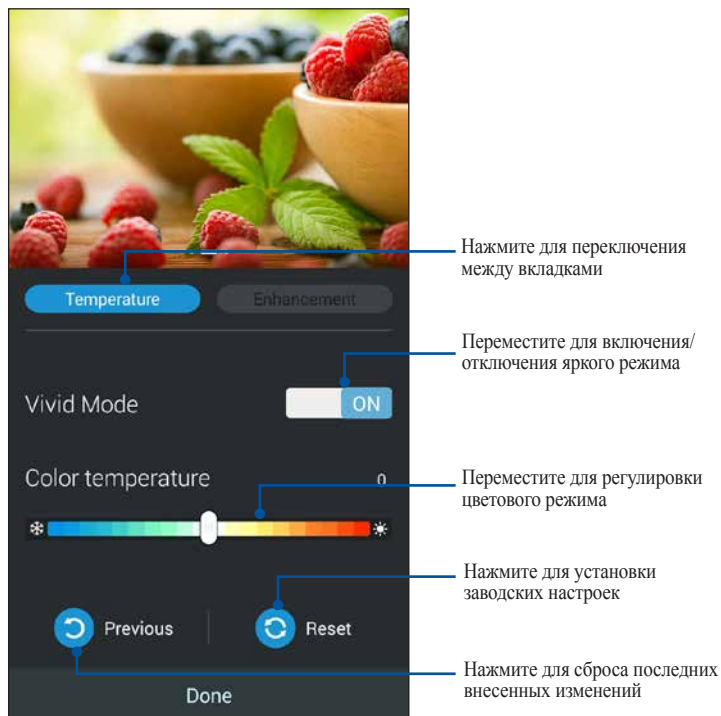 Нажмите для переключения
между вкладками
Temperature
Enhancement
Переместите для включения/
отключения яркого режима
Vivid Mode
ON
Color temperature
0
Переместите для регулировки
цветового режима
Нажмите для установки
заводских настроек
Previous
Reset
Нажмите для сброса последних
внесенных изменений
Done